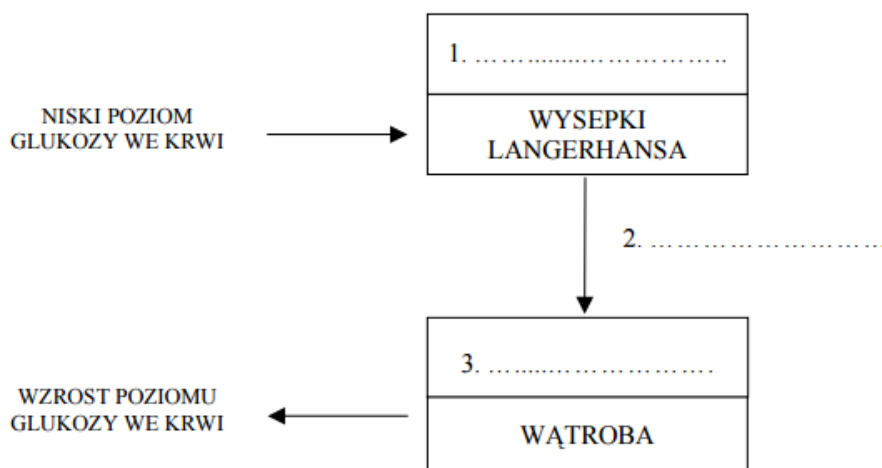 1. ……........……………..
NISKI POZIOM
GLUKOZY WE KRWI
WYSEPKI
LANGERHANSA
2. ………………………
3. ….....…………….
WZROST POZIOMU
GLUKOZY WE KRWI
WĄTROBA